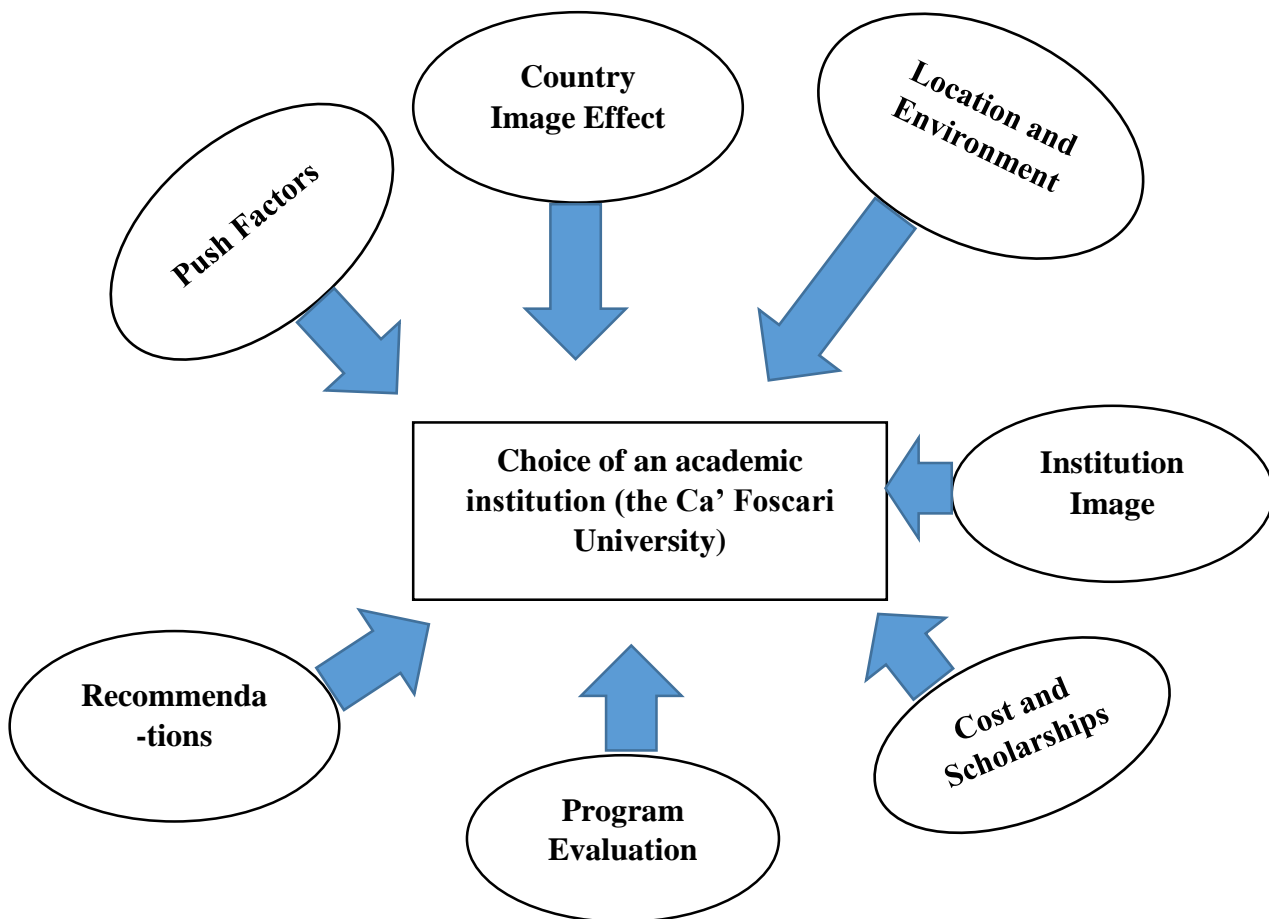 Country
Image Effect
Location and
Environment
Push Factors
Choice of an academic
institution (the Ca’ Foscari
University)
Institution
Image
Recommenda
-tions
Cost and
Scholarships
Program
Evaluation